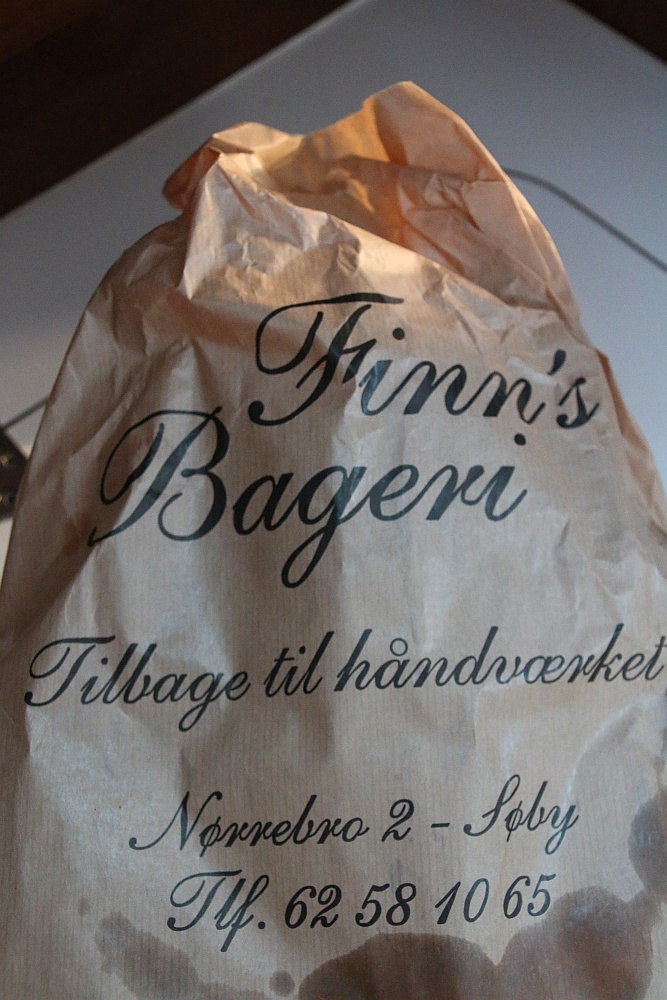 Finn's
Bageri
Tilbage til håndværket
Nørrebro 2 - Søby
Tlf. 62 58 10 65